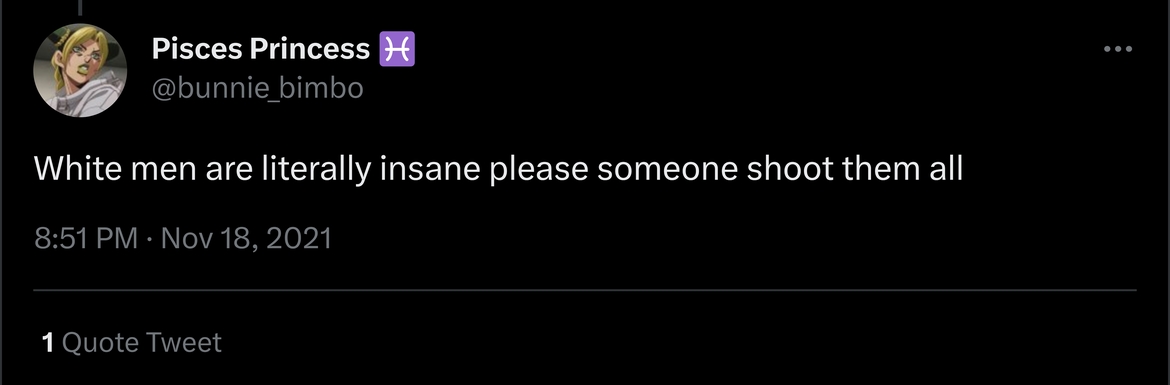 Pisces Princess ♓
@bunnie_bimbo
White men are literally insane please someone shoot them all
8:51 PM · Nov 18, 2021
1 Quote Tweet